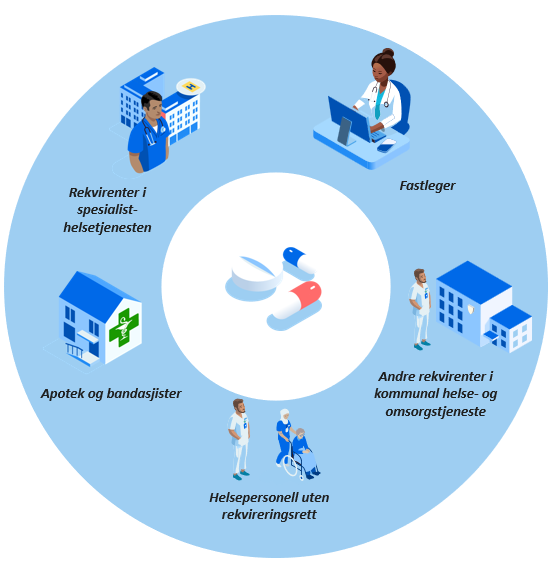 Rekvirenter i
spesialist-
helsetjenesten
Fastleger
Apotek og bandasjister
Andre rekvirenter i
kommunal helse- og
omsorgstjeneste
Helsepersonell uten
rekvireringsrett